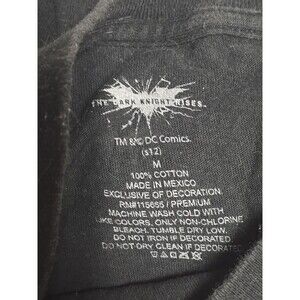 THE DARK KNIGHT RISES
TM & © DC Comics.
(s12)
M
100% COTTON
MADE IN MEXICO
EXCLUSIVE OF DECORATION.
RN#115655 / PREMIUM
MACHINE WASH COLD WITH
LIKE COLORS. ONLY NON-CHLORINE
BLEACH. TUMBLE DRY LOW.
DO NOT IRON IF DECORATED.
DO NOT DRY CLEAN IF DECORATED